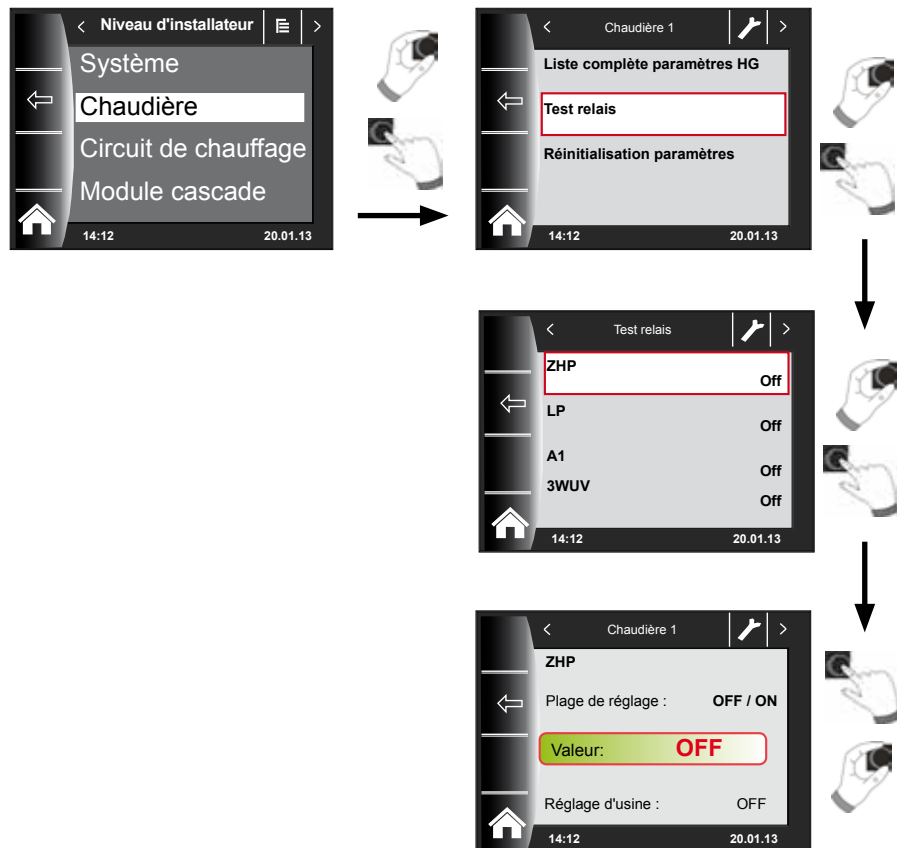 Niveau d'installateur
Système
Chaudière
Circuit de chauffage
Module cascade
14:12 20.01.13
Chaudière 1
Liste complète paramètres HG
Test relais
Réinitialisation paramètres
14:12 20.01.13
Test relais
ZHP
Off
LP
Off
A1
Off
3WUV
Off
14:12 20.01.13
Chaudière 1
ZHP
Plage de réglage : OFF / ON
Valeur: OFF
Réglage d'usine : OFF
14:12 20.01.13